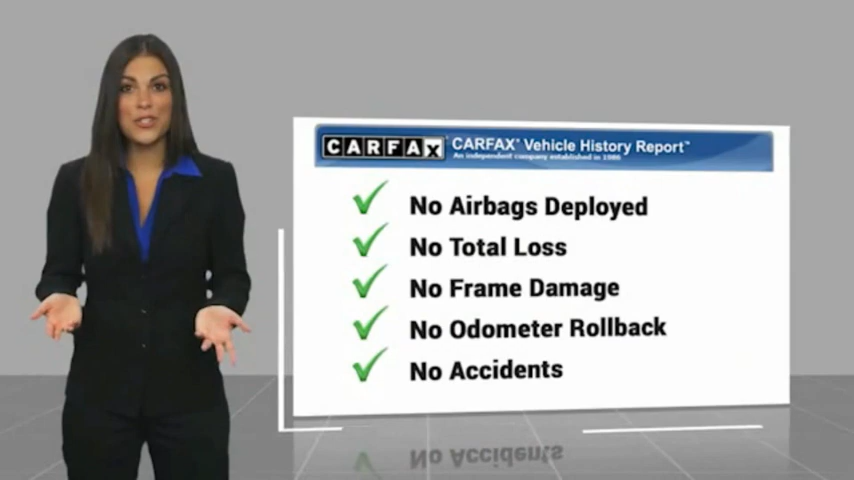 CARFAX CARFAX® Vehicle History Report™
An independent company established in 1986
No Airbags Deployed
No Total Loss
No Frame Damage
No Odometer Rollback
No Accidents
No Accidents